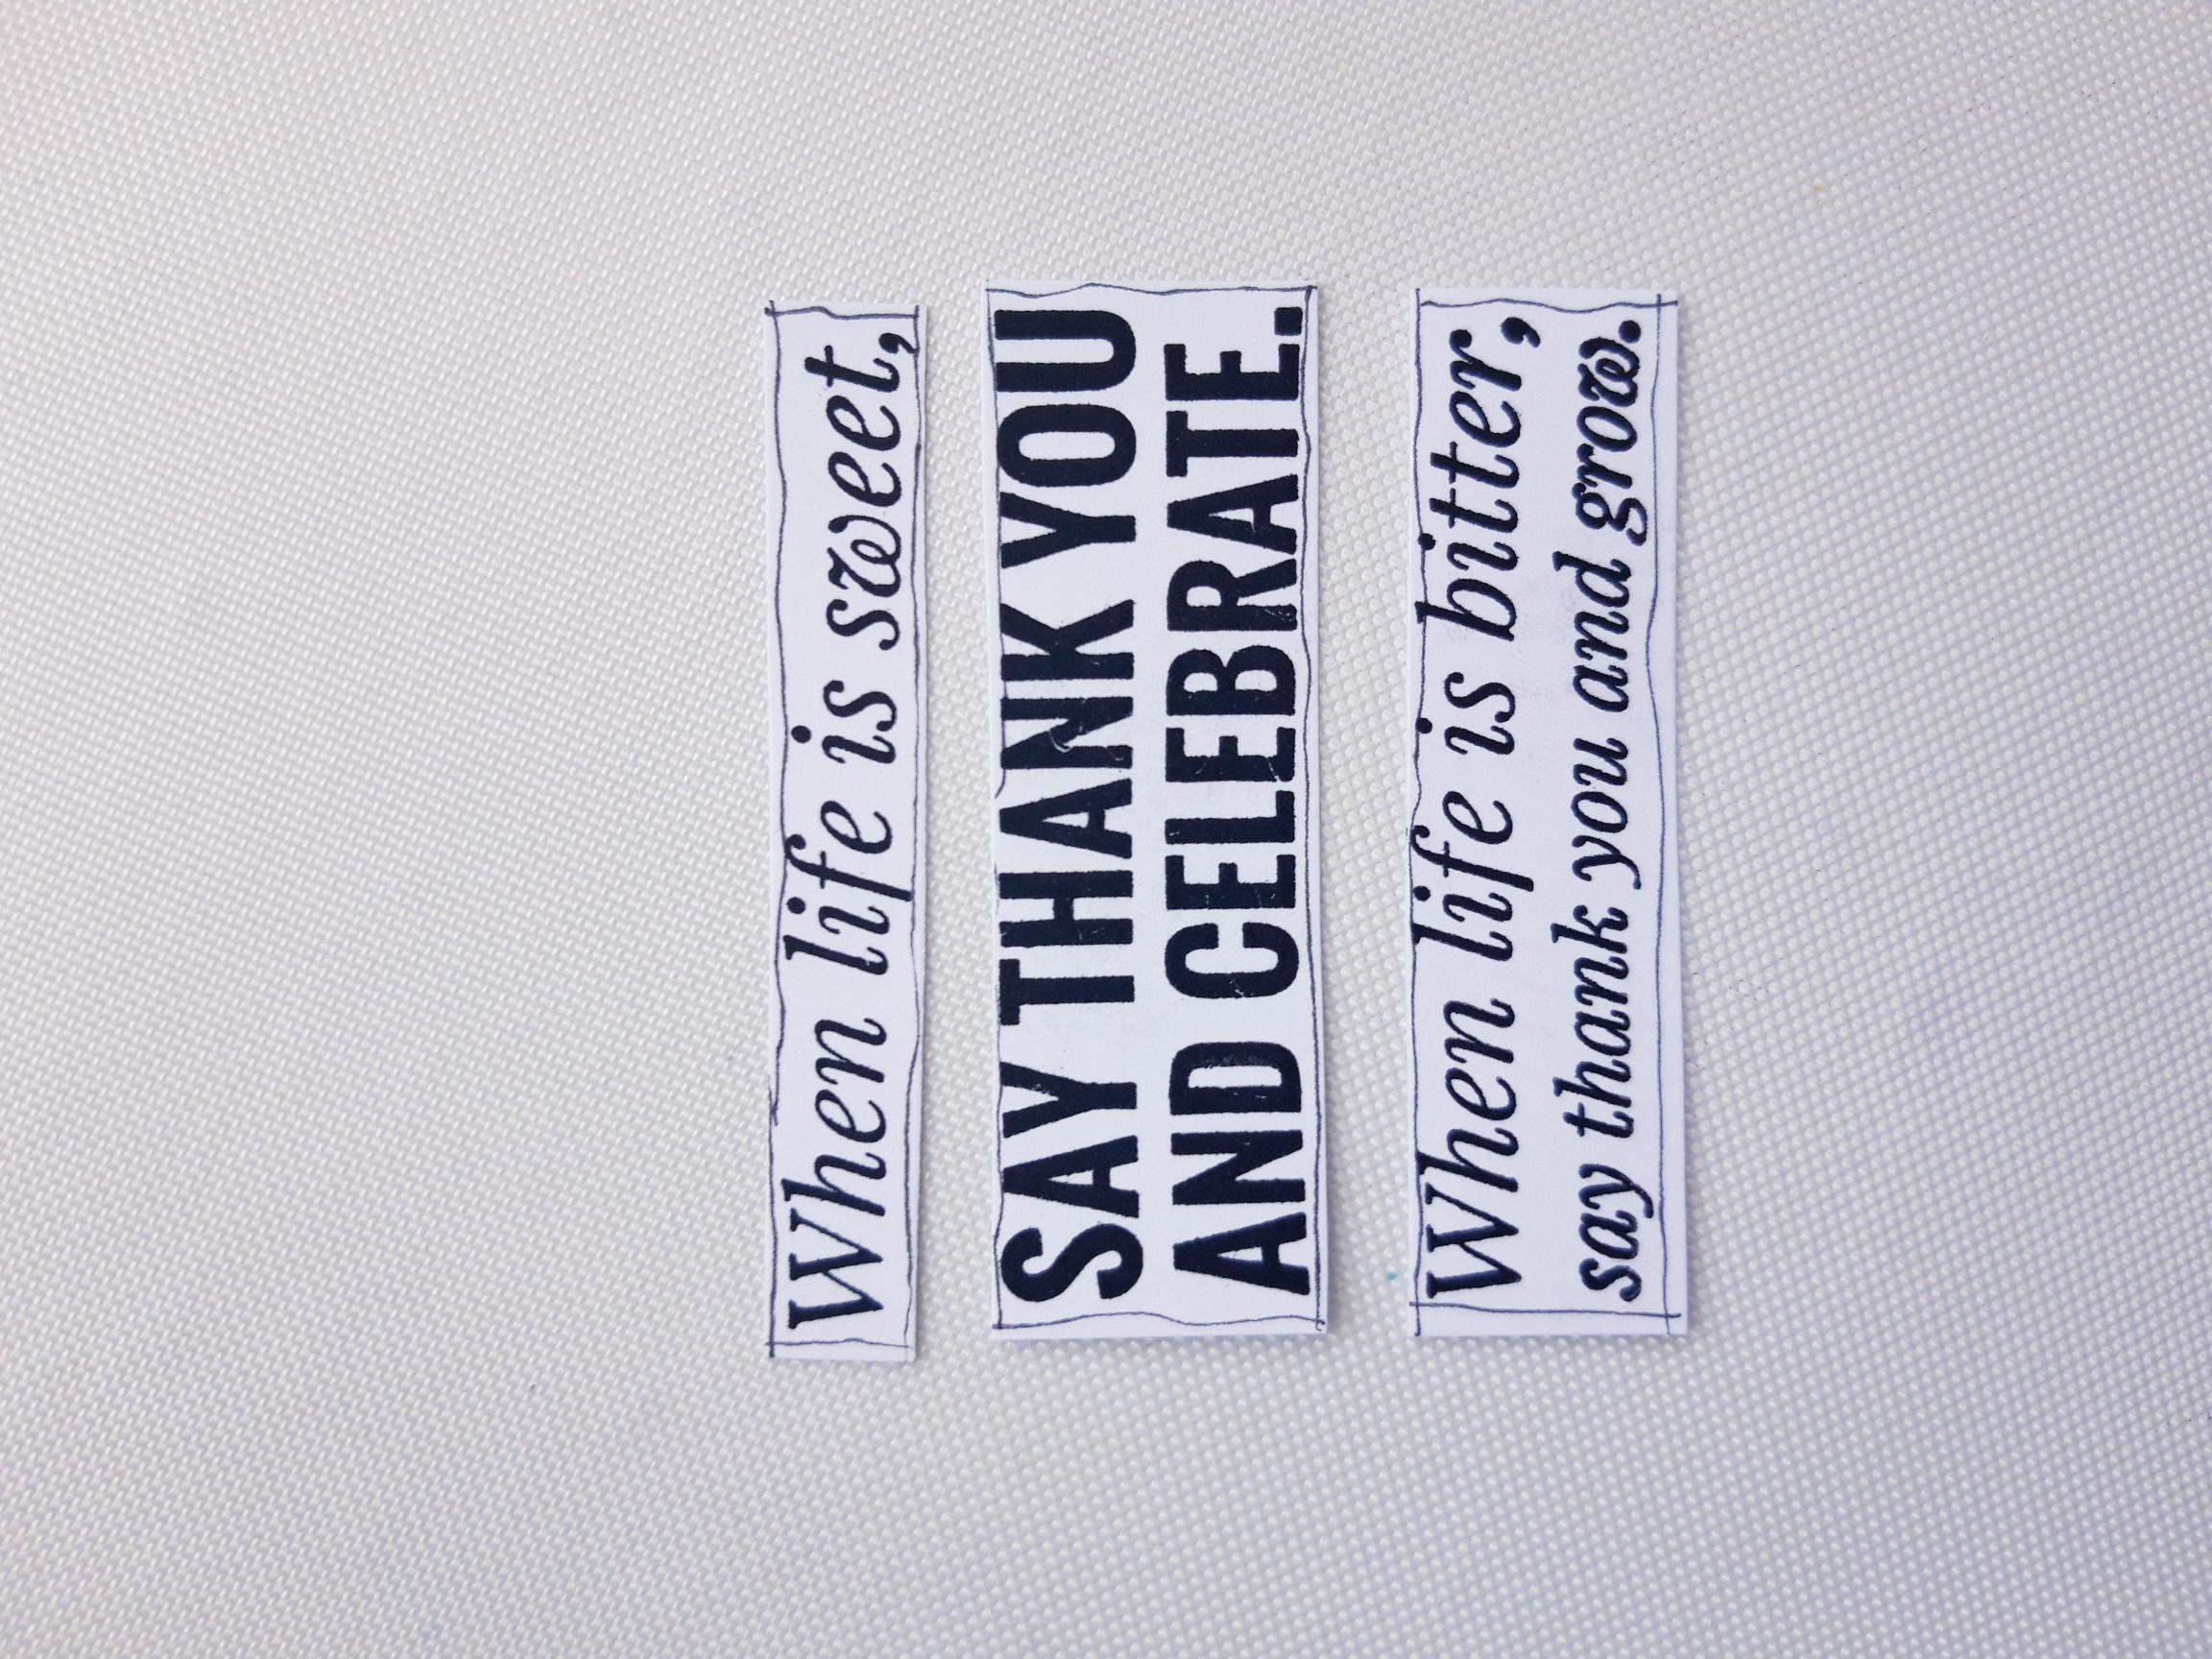 When life is sweet,
SAY THANK YOU
AND CELEBRATE.
When life is bitter,
say thank you and grow.